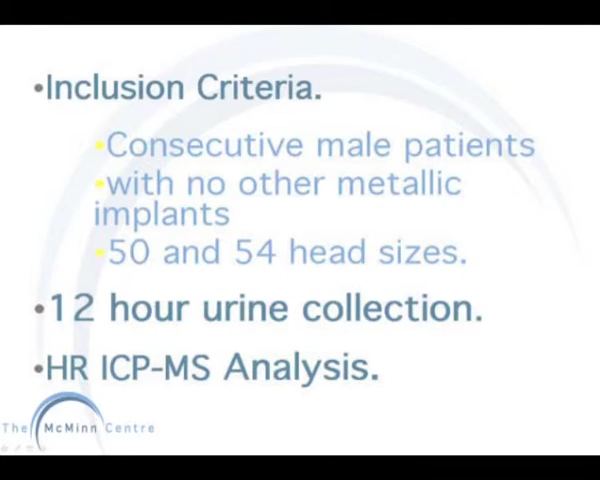 •Inclusion Criteria.
•Consecutive male patients
•with no other metallic
implants
•50 and 54 head sizes.
•12 hour urine collection.
•HR ICP-MS Analysis.
The McMinn Centre